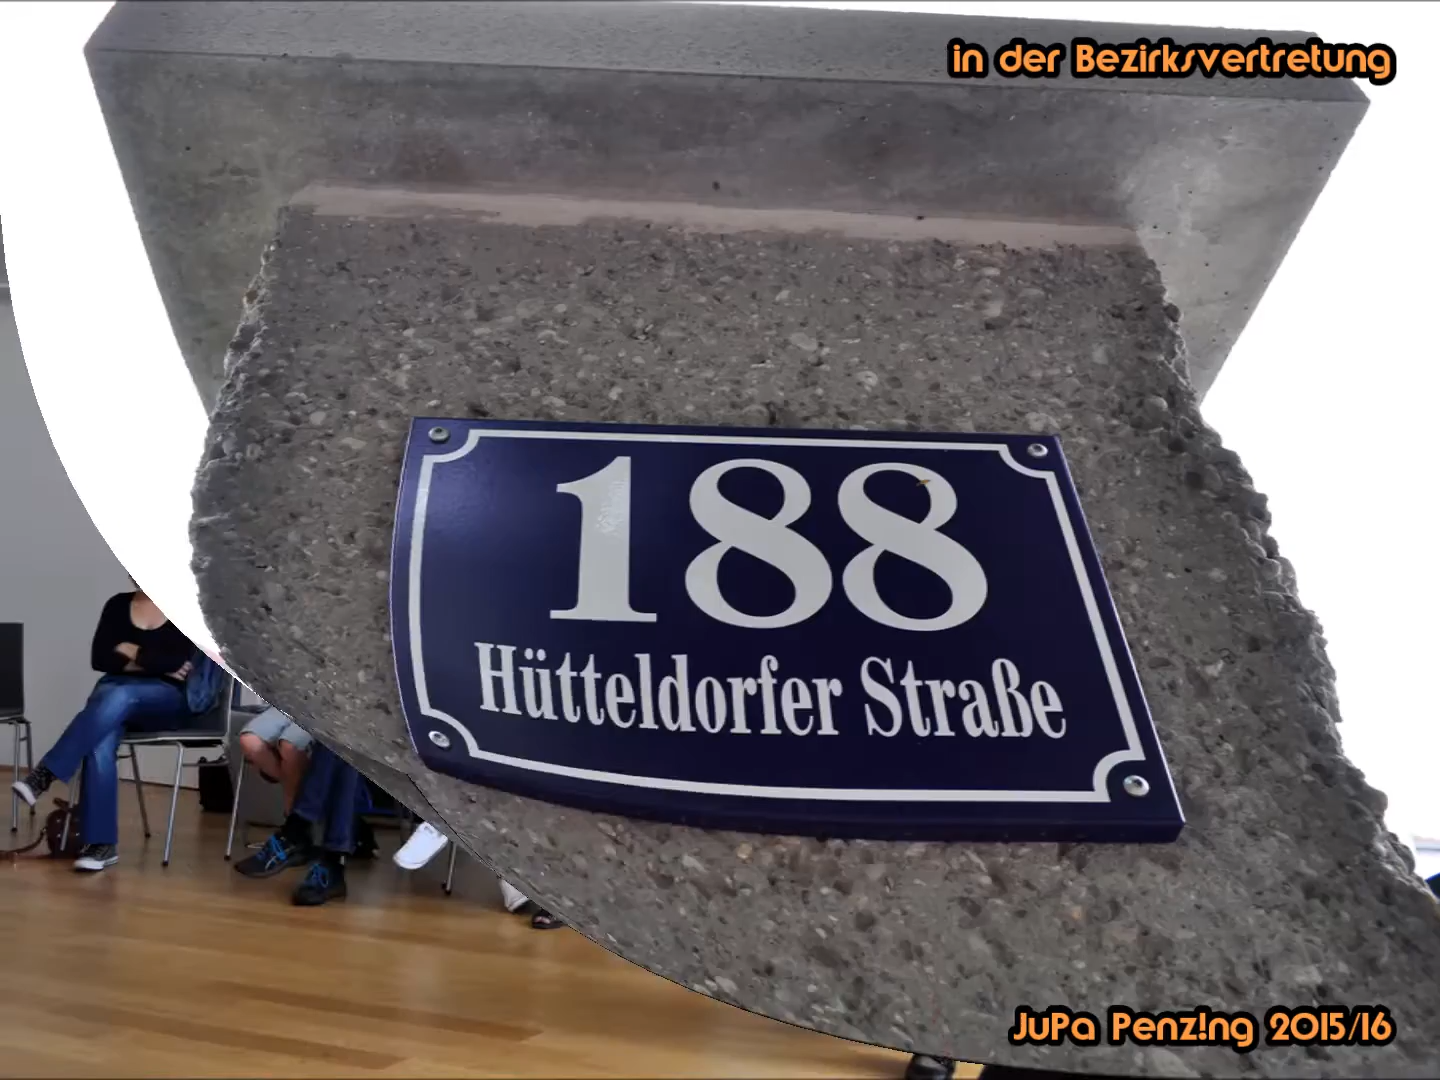 in der Bezirksvertretung
188
Hütteldorfer Straße
JuPa Penz!ng 2015/16